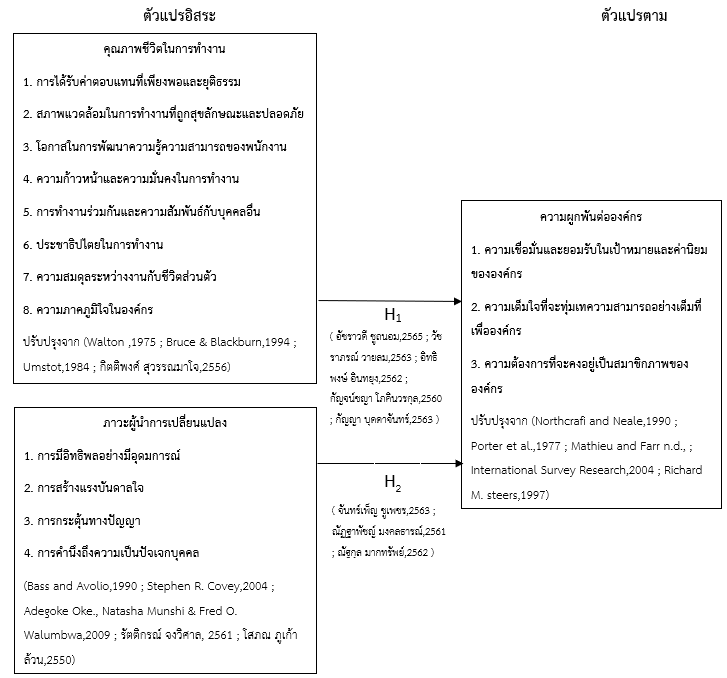 ตัวแปรอิสระ
ตัวแปรตาม
คุณภาพชีวิตในการทำงาน
1. การได้รับค่าตอบแทนที่เพียงพอและยุติธรรม
2. สภาพแวดล้อมในการทำงานที่ถูกสุขลักษณะและปลอดภัย
3. โอกาสในการพัฒนาความรู้ความสามารถของพนักงาน
4. ความก้าวหน้าและความมั่นคงในการทำงาน
5. การทำงานร่วมกันและความสัมพันธ์กับบุคคลอื่น
6. ประชาธิปไตยในการทำงาน
7. ความสมดุลระหว่างงานกับชีวิตส่วนตัว
8. ความภาคภูมิใจในองค์กร
ปรับปรุงจาก (Walton ,1975 ; Bruce & Blackburn,1994 ;
Umstot,1984 ; กิตติพงศ์ สุวรรณมาโจ,2556)
H1
( อัชราวดี ชูถนอม,2565 ; วัช
ราภรณ์ วายลม,2563 ; อิทธิ
พงษ์ อินทยุง,2562 ;
กัญจน์ชญา โภคินวรกุล,2560
; กัญญา บุดดาจันทร์,2563 )
ภาวะผู้นำการเปลี่ยนแปลง
1. การมีอิทธิพลอย่างมีอุดมการณ์
2. การสร้างแรงบันดาลใจ
3. การกระตุ้นทางปัญญา
4. การคำนึงถึงความเป็นปัจเจกบุคคล
(Bass and Avolio,1990 ; Stephen R. Covey,2004 ;
Adegoke Oke., Natasha Munshi & Fred O.
Walumbwa,2009 ; รัตติกรณ์ จงวิศาล, 2561 ; โสภณ ภูเก้า
ล้วน,2550)
H2
( จันทร์เพ็ญ ชูเพชร,2563 ;
ณัฏฐาพัชญ์ มงคลธารณ์,2561
; ณัฐกุล มากทรัพย์,2562 )
ความผูกพันต่อองค์กร
1. ความเชื่อมั่นและยอมรับในเป้าหมายและค่านิยม
ขององค์กร
2. ความเต็มใจที่จะทุ่มเทความสามารถอย่างเต็มที่
เพื่อองค์กร
3. ความต้องการที่จะคงอยู่เป็นสมาชิกภาพของ
องค์กร
ปรับปรุงจาก (Northcrafi and Neale,1990 ;
Porter et al.,1977 ; Mathieu and Farr n.d., ;
International Survey Research,2004 ; Richard
M. steers,1997)